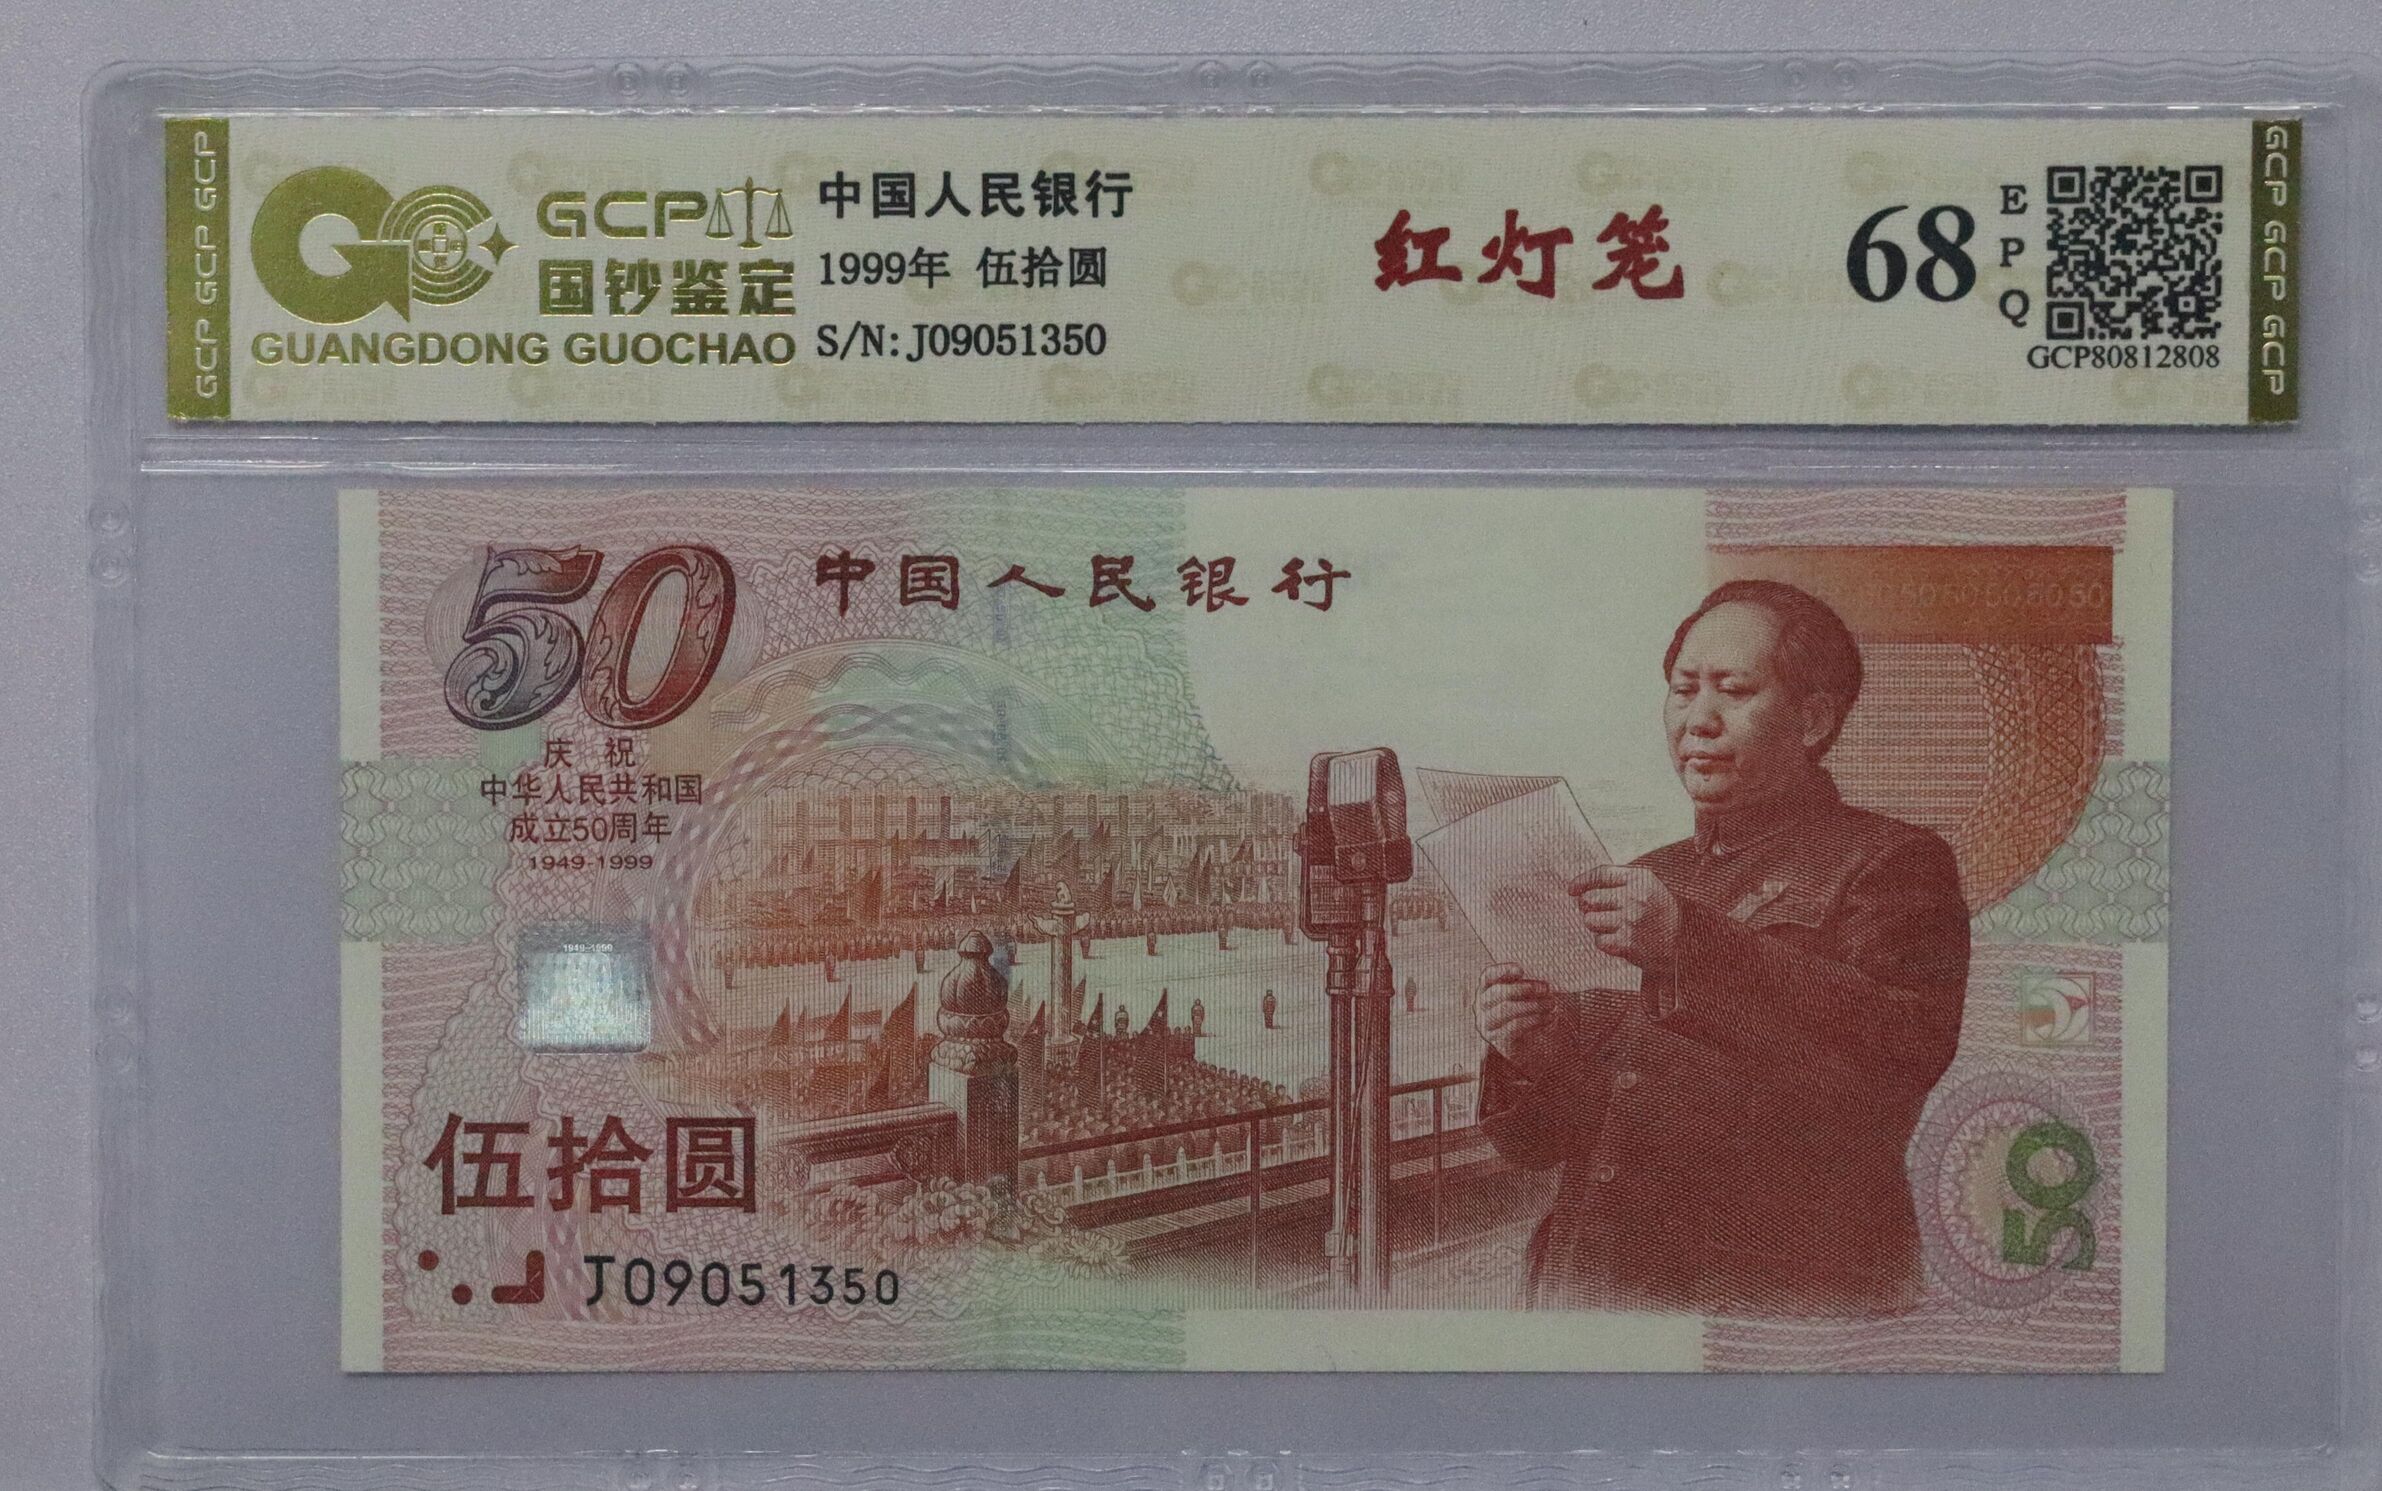 GCP GCP GCP
GCP
国钞鉴定
GUANGDONG GUOCHAO
中国人民银行
1999年 伍拾圆
S/N: J09051350
红灯笼
68
E
P
Q
GCP80812808
GCP GCP GCP
50
中国人民银行
庆 祝
中华人民共和国
成立50周年
1949-1999
1949-1999
伍拾圆
J09051350
50